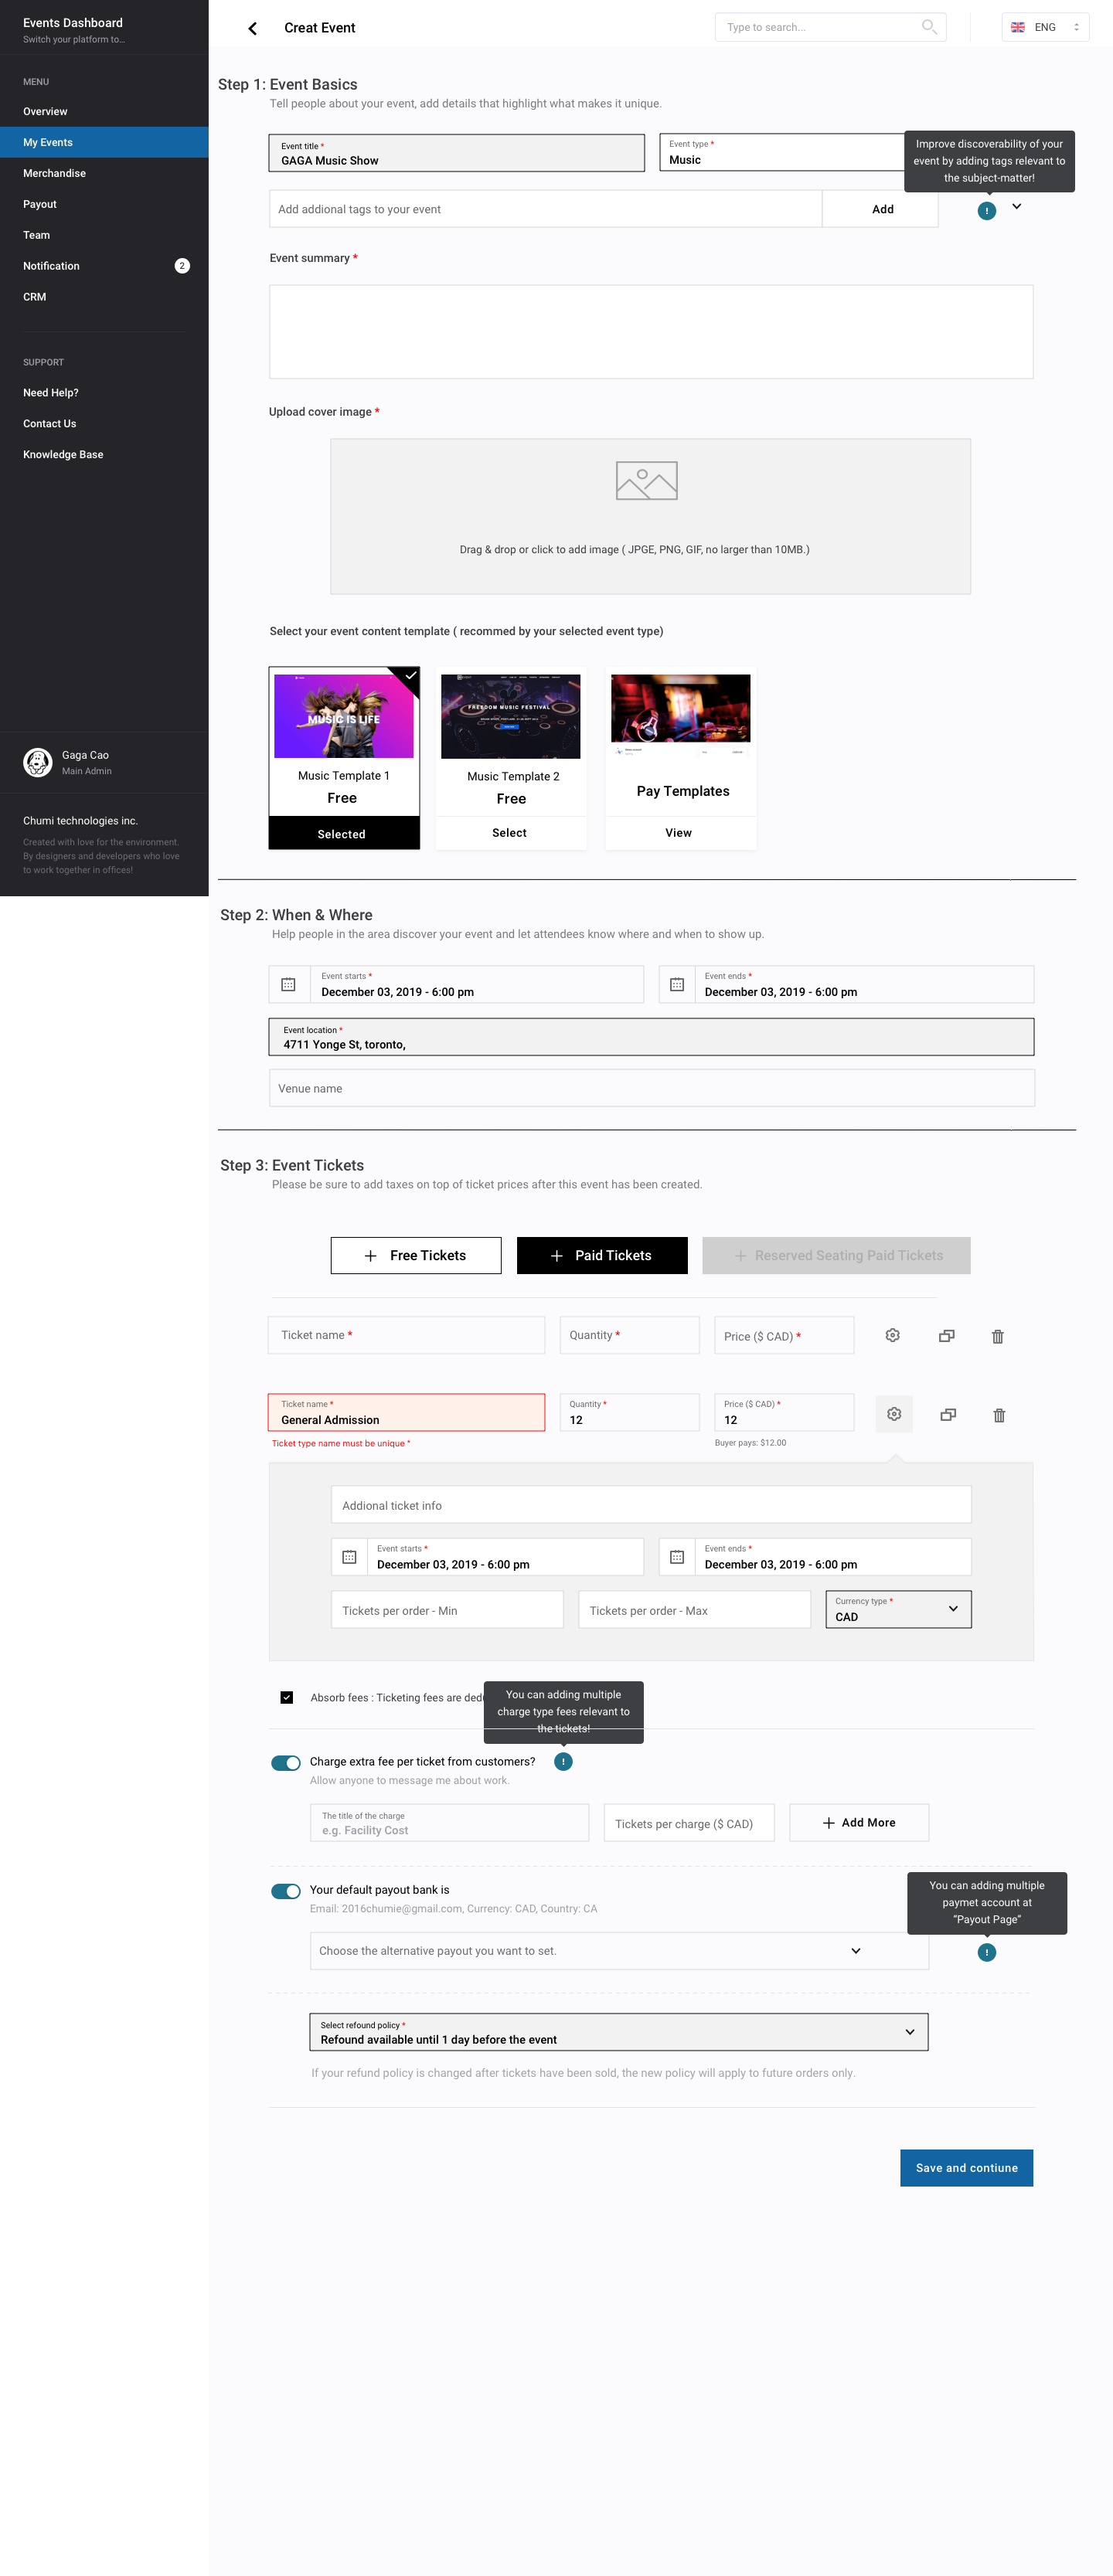 Events Dashboard
Switch your platform to...
MENU
Overview
My Events
Merchandise
Payout
Team
Notification 2
CRM
SUPPORT
Need Help?
Contact Us
Knowledge Base
Gaga Cao
Main Admin
Chumi technologies inc.
Created with love for the environment.
By designers and developers who love
to work together in offices!
Creat Event
Type to search...
ENG
Step 1: Event Basics
Tell people about your event, add details that highlight what makes it unique.
Event title *
GAGA Music Show
Event type *
Music
Improve discoverability of your
event by adding tags relevant to
the subject-matter!
Add addional tags to your event
Add
!
Event summary *
Upload cover image *
Drag & drop or click to add image ( JPGE, PNG, GIF, no larger than 10MB.)
Select your event content template ( recommed by your selected event type)
MUSIC IS LIFE
Music Template 1
Free
Selected
FREEDOM MUSIC FESTIVAL
Music Template 2
Free
Select
Pay Templates
View
Step 2: When & Where
Help people in the area discover your event and let attendees know where and when to show up.
Event starts *
December 03, 2019 - 6:00 pm
Event ends *
December 03, 2019 - 6:00 pm
Event location *
4711 Yonge St, toronto,
Venue name
Step 3: Event Tickets
Please be sure to add taxes on top of ticket prices after this event has been created.
Free Tickets
Paid Tickets
Reserved Seating Paid Tickets
Ticket name *
Quantity *
Price ($ CAD) *
Ticket name *
General Admission
Quantity *
12
Price ($ CAD) *
12
Ticket type name must be unique *
Buyer pays: $12.00
Addional ticket info
Event starts *
December 03, 2019 - 6:00 pm
Event ends *
December 03, 2019 - 6:00 pm
Tickets per order - Min
Tickets per order - Max
Currency type *
CAD
Absorb fees : Ticketing fees are
You can adding multiple
charge type fees relevant to
the tickets!
Charge extra fee per ticket from customers?
!
Allow anyone to message me about work.
The title of the charge
e.g. Facility Cost
Tickets per charge ($ CAD)
Add More
Your default payout bank is
Email: 2016chumie@gmail.com, Currency: CAD, Country: CA
You can adding multiple
paymet account at
“Payout Page”
Choose the alternative payout you want to set.
!
Select refund policy *
Refound available until 1 day before the event
If your refund policy is changed after tickets have been sold, the new policy will apply to future orders only.
Save and contiune